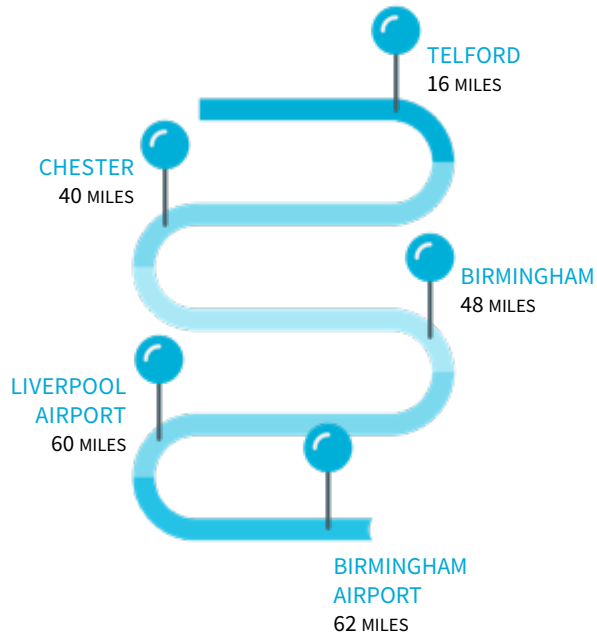 TELFORD
16 MILES
CHESTER
40 MILES
BIRMINGHAM
48 MILES
LIVERPOOL
AIRPORT
60 MILES
BIRMINGHAM
AIRPORT
62 MILES